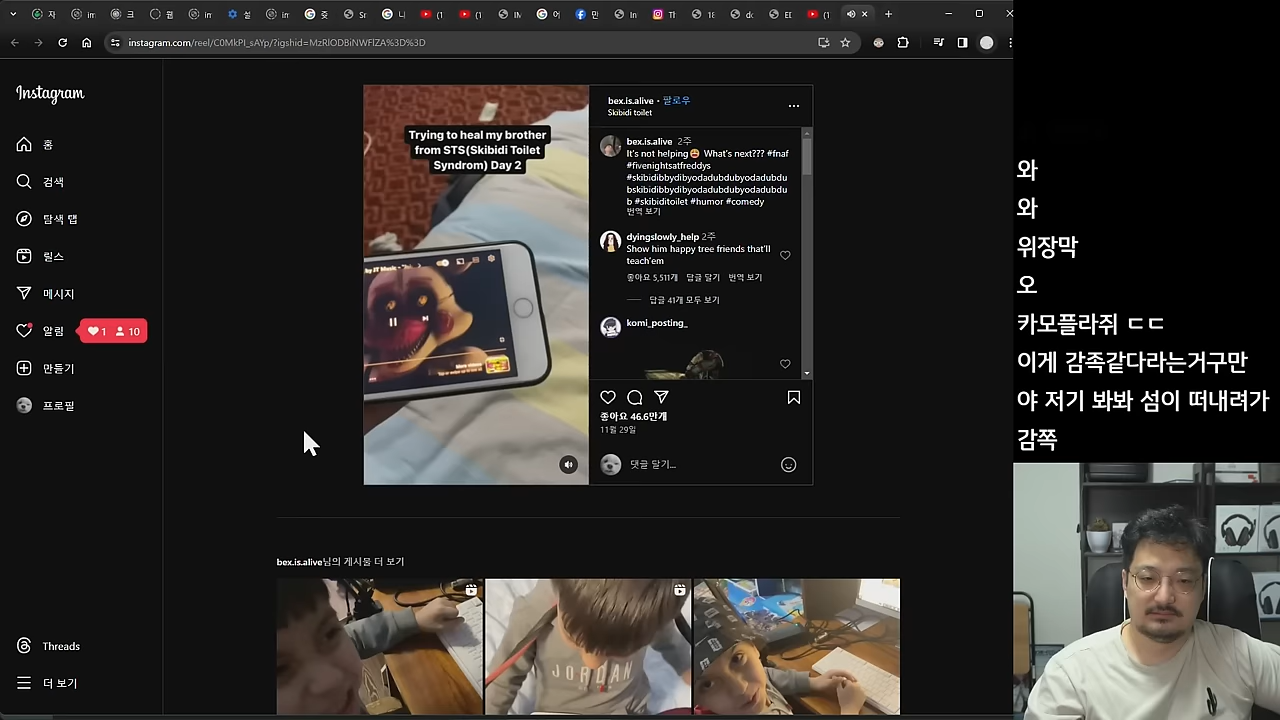 instagram.com/reel/C0MkPI_sAYp/?igshid=MzRlODBiNWFlZA%3D%3D
Instagram
홈
검색
탐색 탭
릴스
메시지
알림
1 10
만들기
프로필
Threads
더 보기
Trying to heal my brother
from STS(Skibidi Toilet
Syndrom) Day 2
by JT Music -
bex.is.alive • 팔로우
Skibidi toilet
bex.is.alive 2주
It's not helping😩 What's next??? #fnaf
#fivenightsatfreddys
#skibidibbydibyodadubdubyodadubdu
bskibidibbydibyodadubdubyodadubdu
b #skibiditoilet #humor #comedy
번역 보기
dyingslowly_help 2주
Show him happy tree friends that'll
teach'em
좋아요 5,511개 답글 달기 번역 보기
답글 41개 모두 보기
komi_posting_
좋아요 46.6만개
11월 29일
댓글 달기...
bex.is.alive님의 게시물 더 보기
JORDAN
와
와
위장막
오
카모플라쥐 ㄷㄷ
이게 감족같다라는거구만
야 저기 봐봐 섬이 떠내려가
감쪽